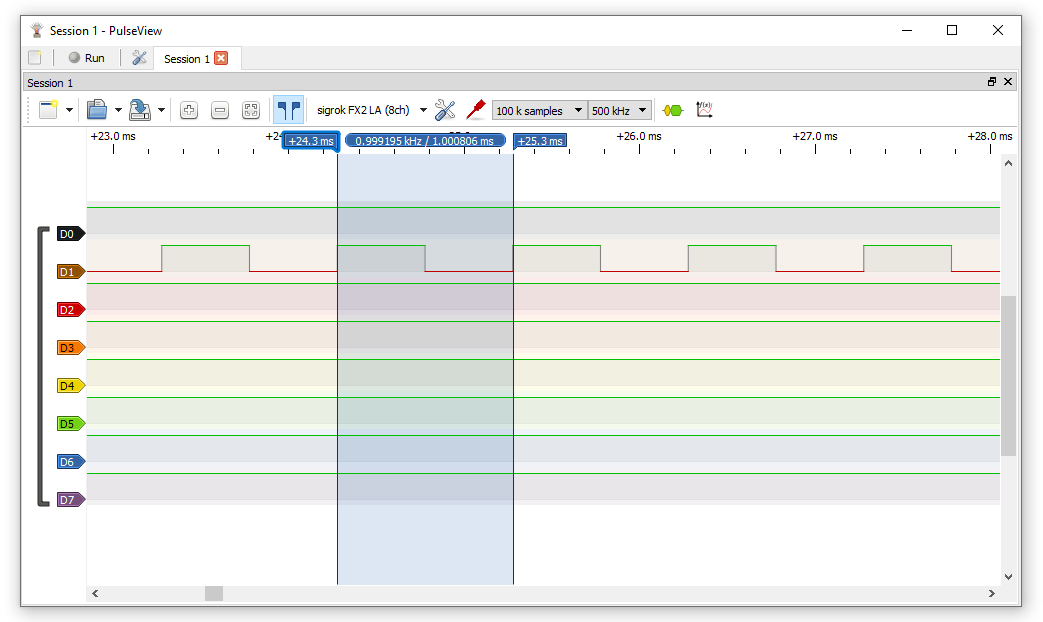 Session 1 - PulseView
Run
Session 1
Session 1
sigrok FX2 LA (8ch)
100 k samples
500 kHz
+23.0 ms
+24.3 ms
0.999195 kHz / 1.000806 ms
+25.3 ms
+26.0 ms
+27.0 ms
+28.0 ms
D0
D1
D2
D3
D4
D5
D6
D7